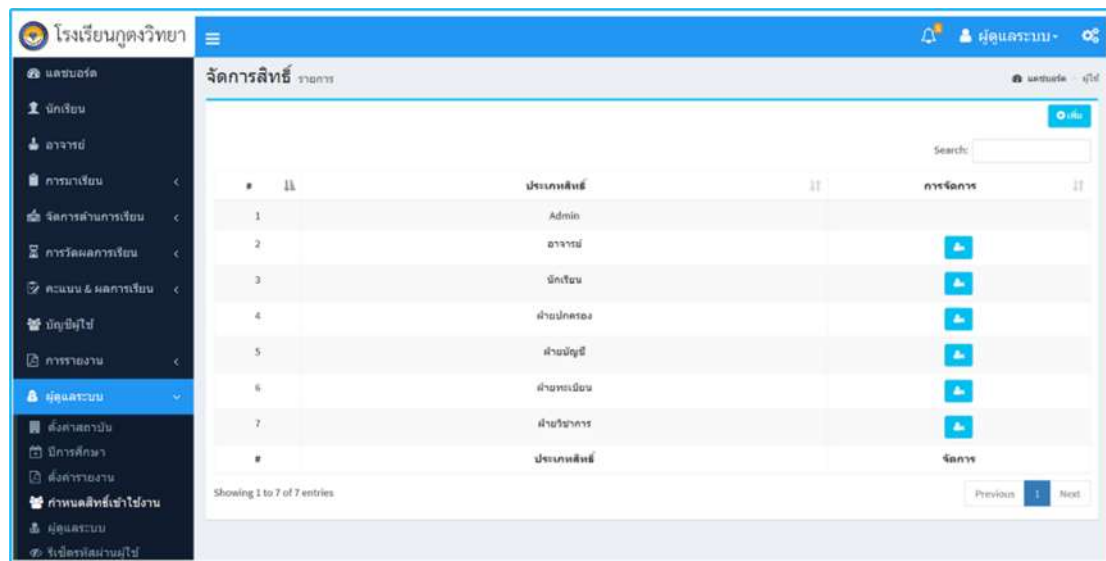 โรงเรียนกูตงวิทยา
ผู้ดูแลระบบ
แดชบอร์ด
นักเรียน
อาจารย์
การมาเรียน
จัดการด้านการเรียน
การวัดผลการเรียน
คะแนน & ผลการเรียน
บัญชีผู้ใช้
การรายงาน
ผู้ดูแลระบบ
ตั้งค่าสถาบัน
ปีการศึกษา
ตั้งค่ารายงาน
กำหนดสิทธิ์เข้าใช้งาน
ผู้ดูแลระบบ
รีเซ็ตรหัสผ่านผู้ใช้
จัดการสิทธิ์ รายการ
แดชบอร์ด ผู้ใช้
เพิ่ม
Search:
# ประเภทสิทธิ์ การจัดการ
1 Admin
2 อาจารย์
3 นักเรียน
4 ฝ่ายปกครอง
5 ฝ่ายบัญชี
6 ฝ่ายทะเบียน
7 ฝ่ายวิชาการ
# ประเภทสิทธิ์ จัดการ
Showing 1 to 7 of 7 entries
Previous 1 Next